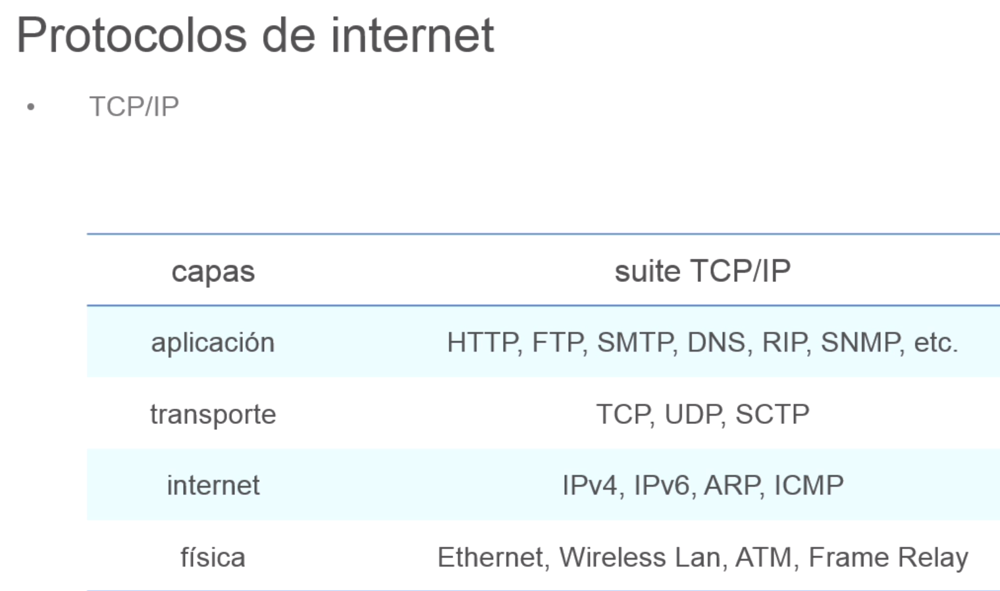 Protocolos de internet
• TCP/IP
capas suite TCP/IP
aplicación HTTP, FTP, SMTP, DNS, RIP, SNMP, etc.
transporte TCP, UDP, SCTP
internet IPv4, IPv6, ARP, ICMP
física Ethernet, Wireless Lan, ATM, Frame Relay